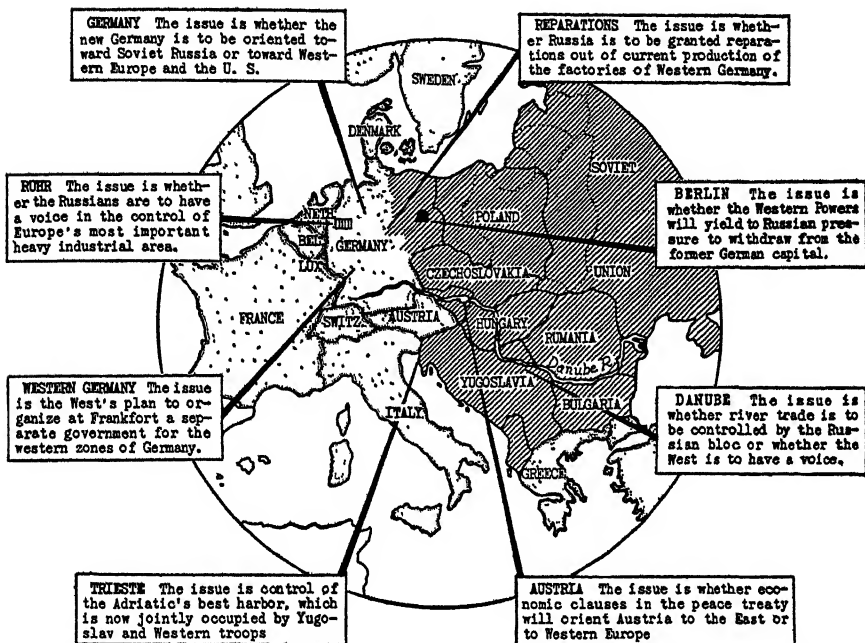 GERMANY The issue is whether the
new Germany is to be oriented to-
ward Soviet Russia or toward West-
ern Europe and the U. S.
REPARATIONS The issue is wheth-
er Russia is to be granted repara-
tions out of current production of
the factories of Western Germany.
SWEDEN
DENMARK
SOVIET
RUHR The issue is wheth-
er the Russians are to have
a voice in the control of
Europe's most important
heavy industrial area.
BERLIN The issue is
whether the Western Powers
will yield to Russian pres-
sure to withdraw from the
former German capital.
NETH.
POLAND
BEL.
GERMANY
LUX.
CZECHOSLOVAKIA
UNION
FRANCE
SWITZ.
AUSTRIA
HUNGARY
RUMANIA
Danube R.
YUGOSLAVIA
BULGARIA
ITALY
GREECE
WESTERN GERMANY The issue
is the West's plan to or-
ganize at Frankfort a sep-
arate government for the
western zones of Germany.
DANUBE The issue is
whether river trade is to
be controlled by the Rus-
sian bloc or whether the
West is to have a voice.
TRIESTE The issue is control of
the Adriatic's best harbor, which
is now jointly occupied by Yugo-
slav and Western troops
AUSTRIA The issue is whether eco-
nomic clauses in the peace treaty
will orient Austria to the East or
to Western Europe